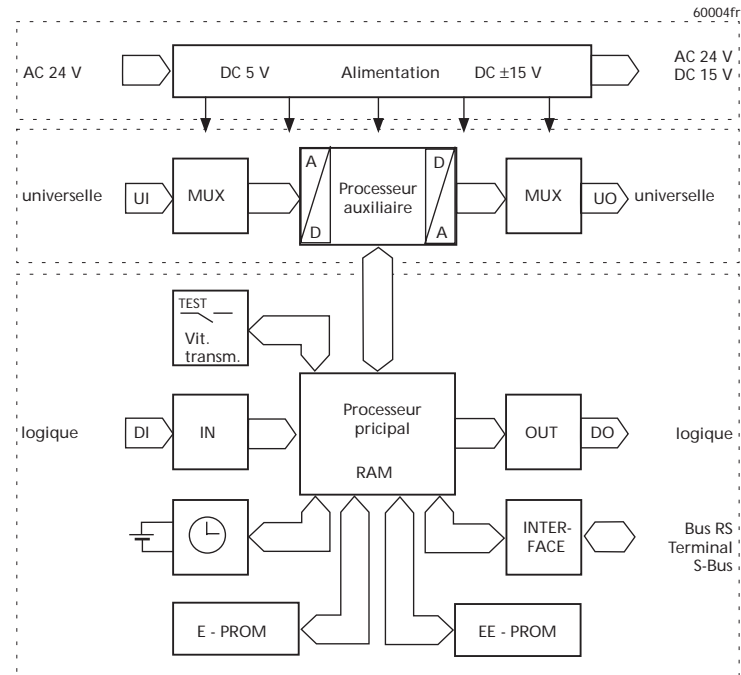 60004fr
AC 24 V
DC 5 V
Alimentation
DC ±15 V
AC 24 V
DC 15 V
universelle
UI
MUX
A
D
Processeur
auxiliaire
D
A
MUX
UO
universelle
TEST
Vit.
transm.
logique
DI
IN
Processeur
pricipal
RAM
OUT
DO
logique
INTER-
FACE
Bus RS
Terminal
S-Bus
E - PROM
EE - PROM